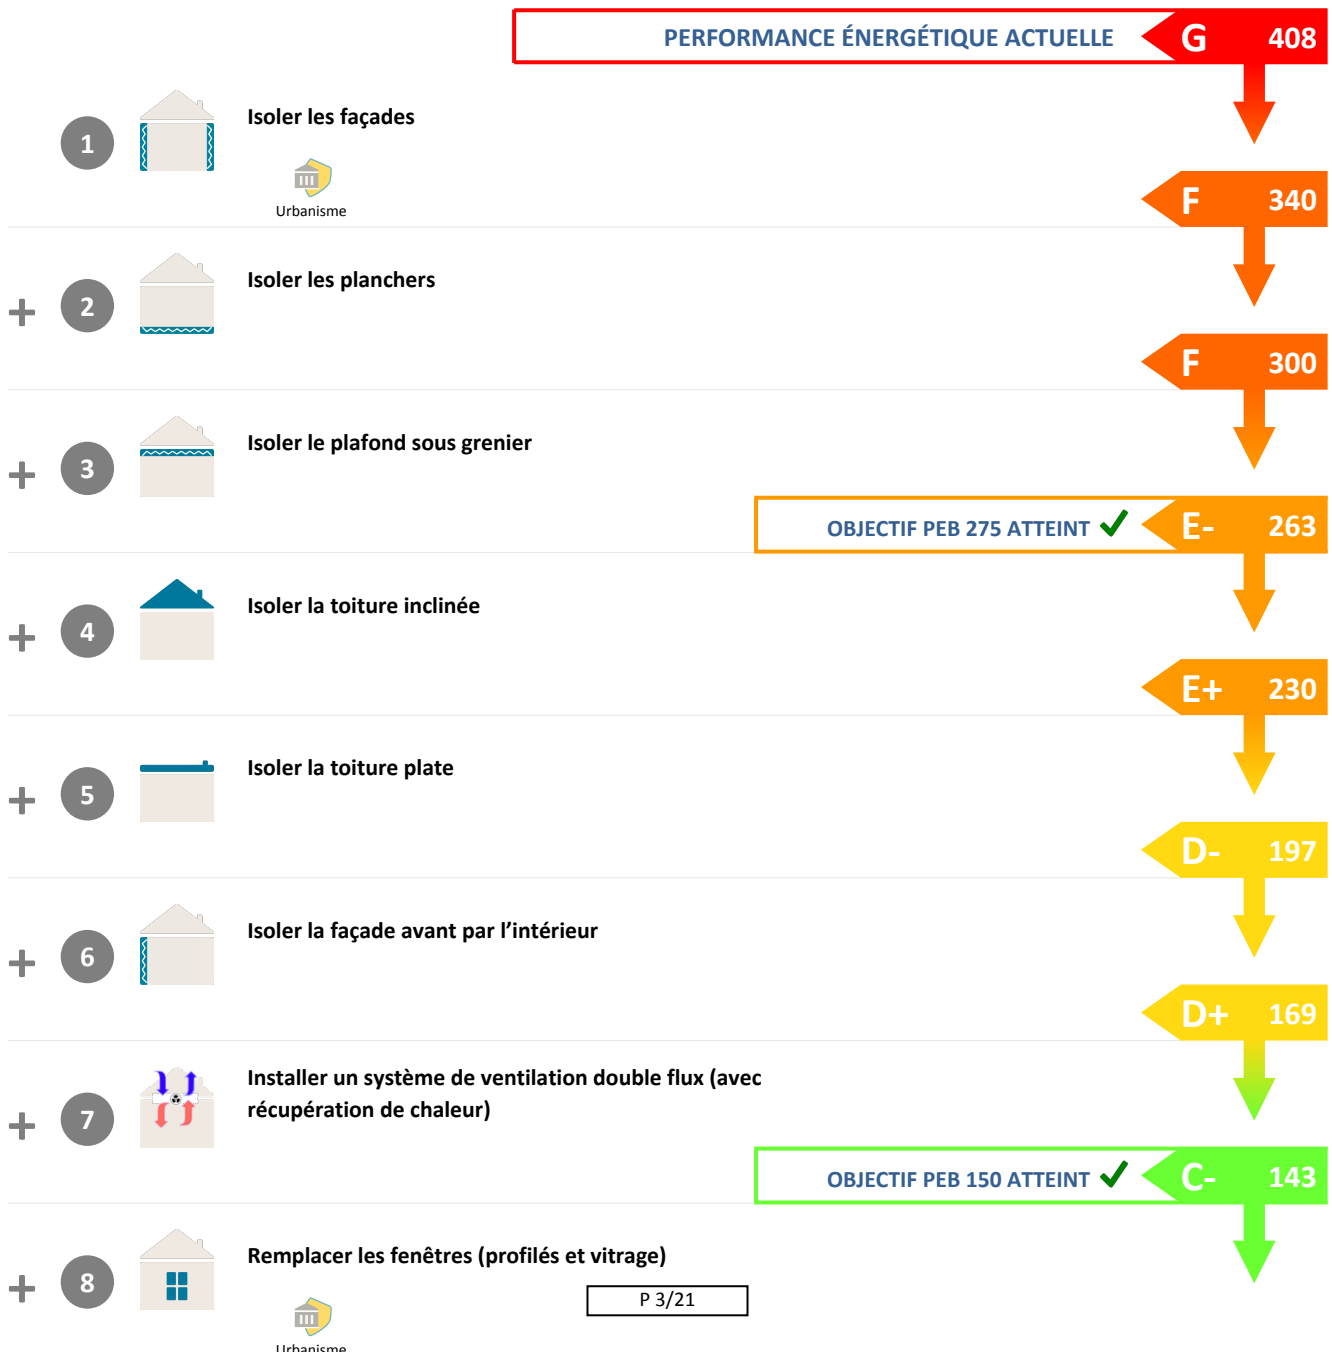 PERFORMANCE ÉNERGÉTIQUE ACTUELLE G 408
1 Isoler les façades
Urbanisme
F 340
+ 2 Isoler les planchers
F 300
+ 3 Isoler le plafond sous grenier
OBJECTIF PEB 275 ATTEINT E- 263
+ 4 Isoler la toiture inclinée
E+ 230
+ 5 Isoler la toiture plate
D- 197
+ 6 Isoler la façade avant par l’intérieur
D+ 169
+ 7 Installer un système de ventilation double flux (avec
récupération de chaleur)
OBJECTIF PEB 150 ATTEINT C- 143
+ 8 Remplacer les fenêtres (profilés et vitrage)
P 3/21
Urbanisme